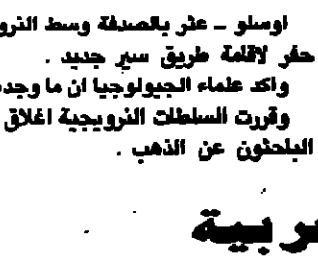 اوسلو ـ عثر بالصدفة وسط النرو
حفر لاقامة طريق سير جديد .
واكد علماء الجيولوجيا ان ما وجد
وقررت السلطات النرويجية اغلاق
الباحثون عن الذهب .
ربية